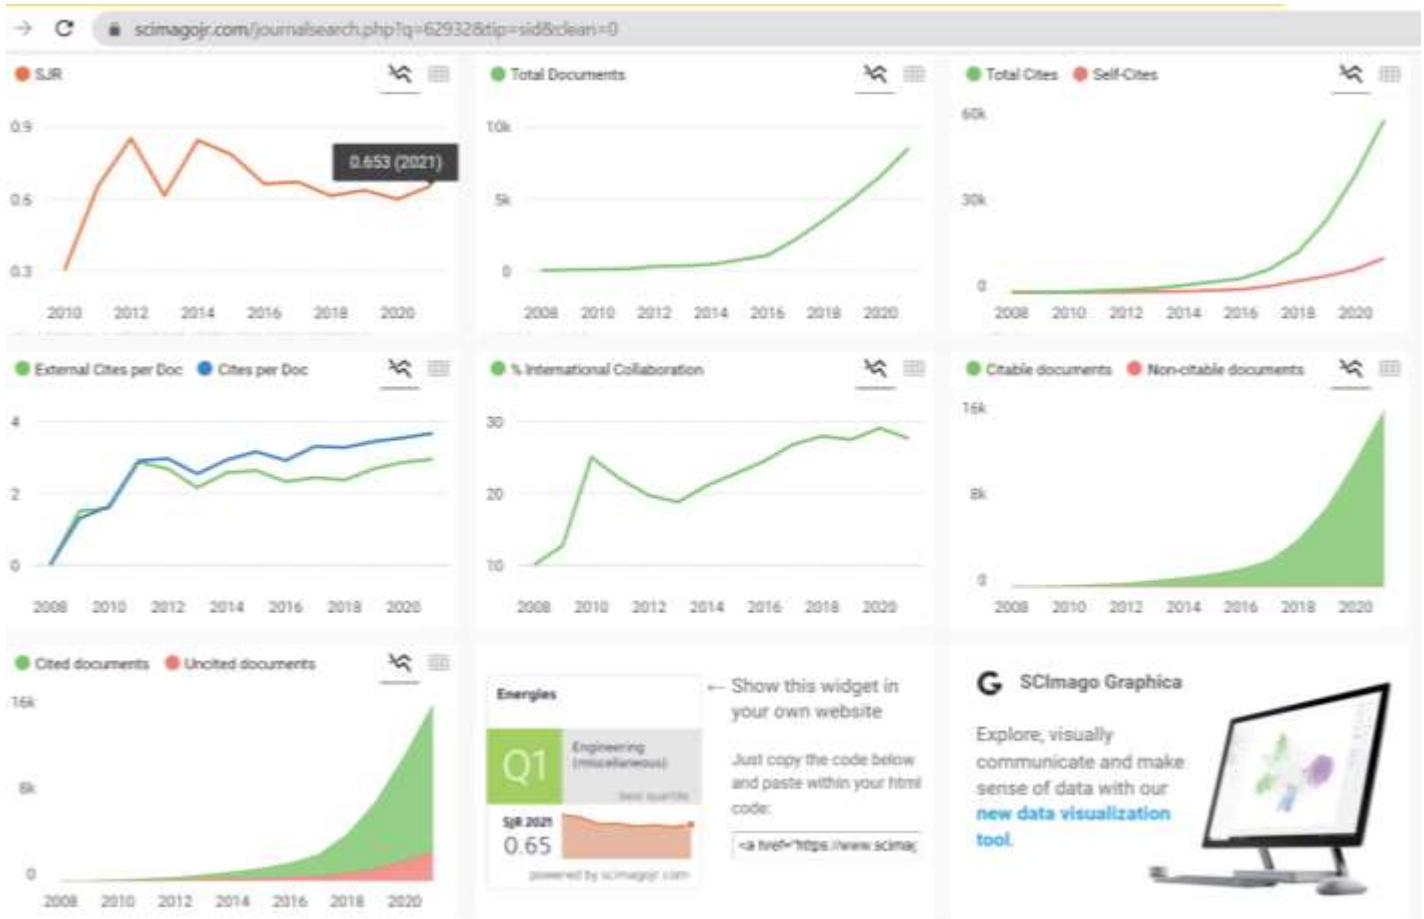 scimagojr.com/journalsearch.php?q=62932&tip=sid&clean=0
SJR
0.9
0.6
0.3
0.653 (2021)
2010 2012 2014 2016 2018 2020
Total Documents
10k
5k
0
2008 2010 2012 2014 2016 2018 2020
Total Cites Self-Cites
60k
30k
0
2008 2010 2012 2014 2016 2018 2020
External Cites per Doc Cites per Doc
4
2
0
2008 2010 2012 2014 2016 2018 2020
% International Collaboration
30
20
10
2008 2010 2012 2014 2016 2018 2020
Citable documents Non-citable documents
16k
8k
0
2008 2010 2012 2014 2016 2018 2020
Cited documents Uncited documents
16k
8k
0
2008 2010 2012 2014 2016 2018 2020
Energies
Q1
Engineering
(miscellaneous)
best quartile
SJR 2021
0.65
powered by scimagojr.com
← Show this widget in
your own website
Just copy the code below
and paste within your html
code:
<a href="https://www.scimag
SCImago Graphica
Explore, visually
communicate and make
sense of data with our
new data visualization
tool.